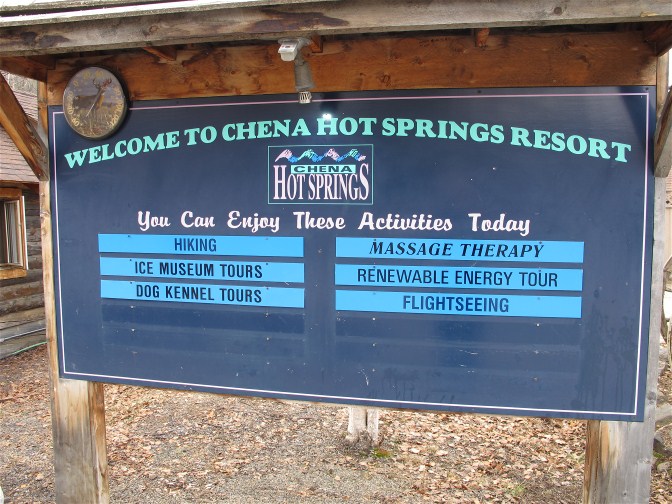 WELCOME TO CHENA HOT SPRINGS RESORT
CHENA
HOT SPRINGS
You Can Enjoy These Activities Today
HIKING
ICE MUSEUM TOURS
DOG KENNEL TOURS
MASSAGE THERAPY
RENEWABLE ENERGY TOUR
FLIGHTSEEING